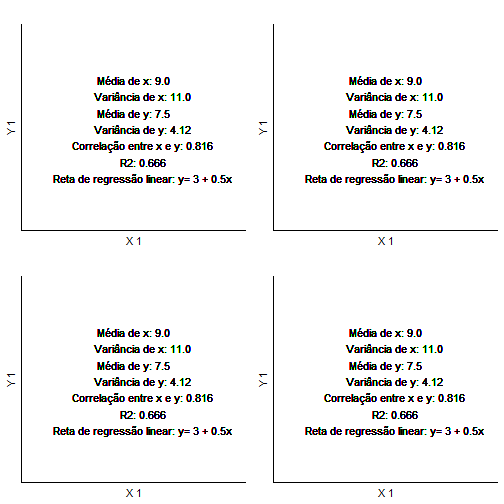 Média de x: 9.0
Variância de x: 11.0
Média de y: 7.5
Variância de y: 4.12
Correlação entre x e y: 0.816
R2: 0.666
Reta de regressão linear: y= 3 + 0.5x
Y 1
X 1
Média de x: 9.0
Variância de x: 11.0
Média de y: 7.5
Variância de y: 4.12
Correlação entre x e y: 0.816
R2: 0.666
Reta de regressão linear: y= 3 + 0.5x
Y 1
X 1
Média de x: 9.0
Variância de x: 11.0
Média de y: 7.5
Variância de y: 4.12
Correlação entre x e y: 0.816
R2: 0.666
Reta de regressão linear: y= 3 + 0.5x
Y 1
X 1
Média de x: 9.0
Variância de x: 11.0
Média de y: 7.5
Variância de y: 4.12
Correlação entre x e y: 0.816
R2: 0.666
Reta de regressão linear: y= 3 + 0.5x
Y 1
X 1